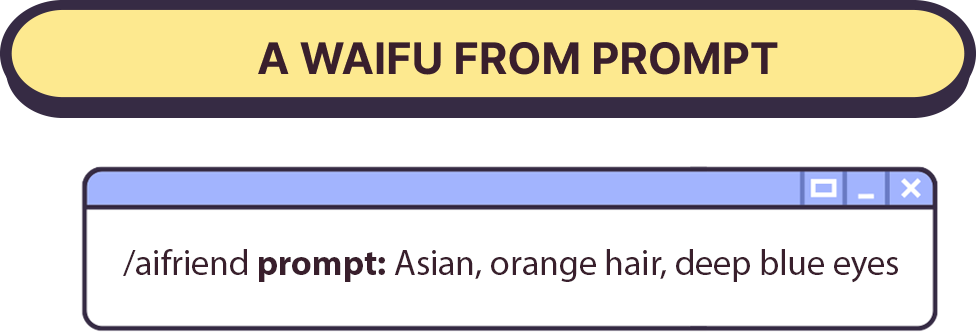 A WAIFU FROM PROMPT
/aifriend prompt: Asian, orange hair, deep blue eyes